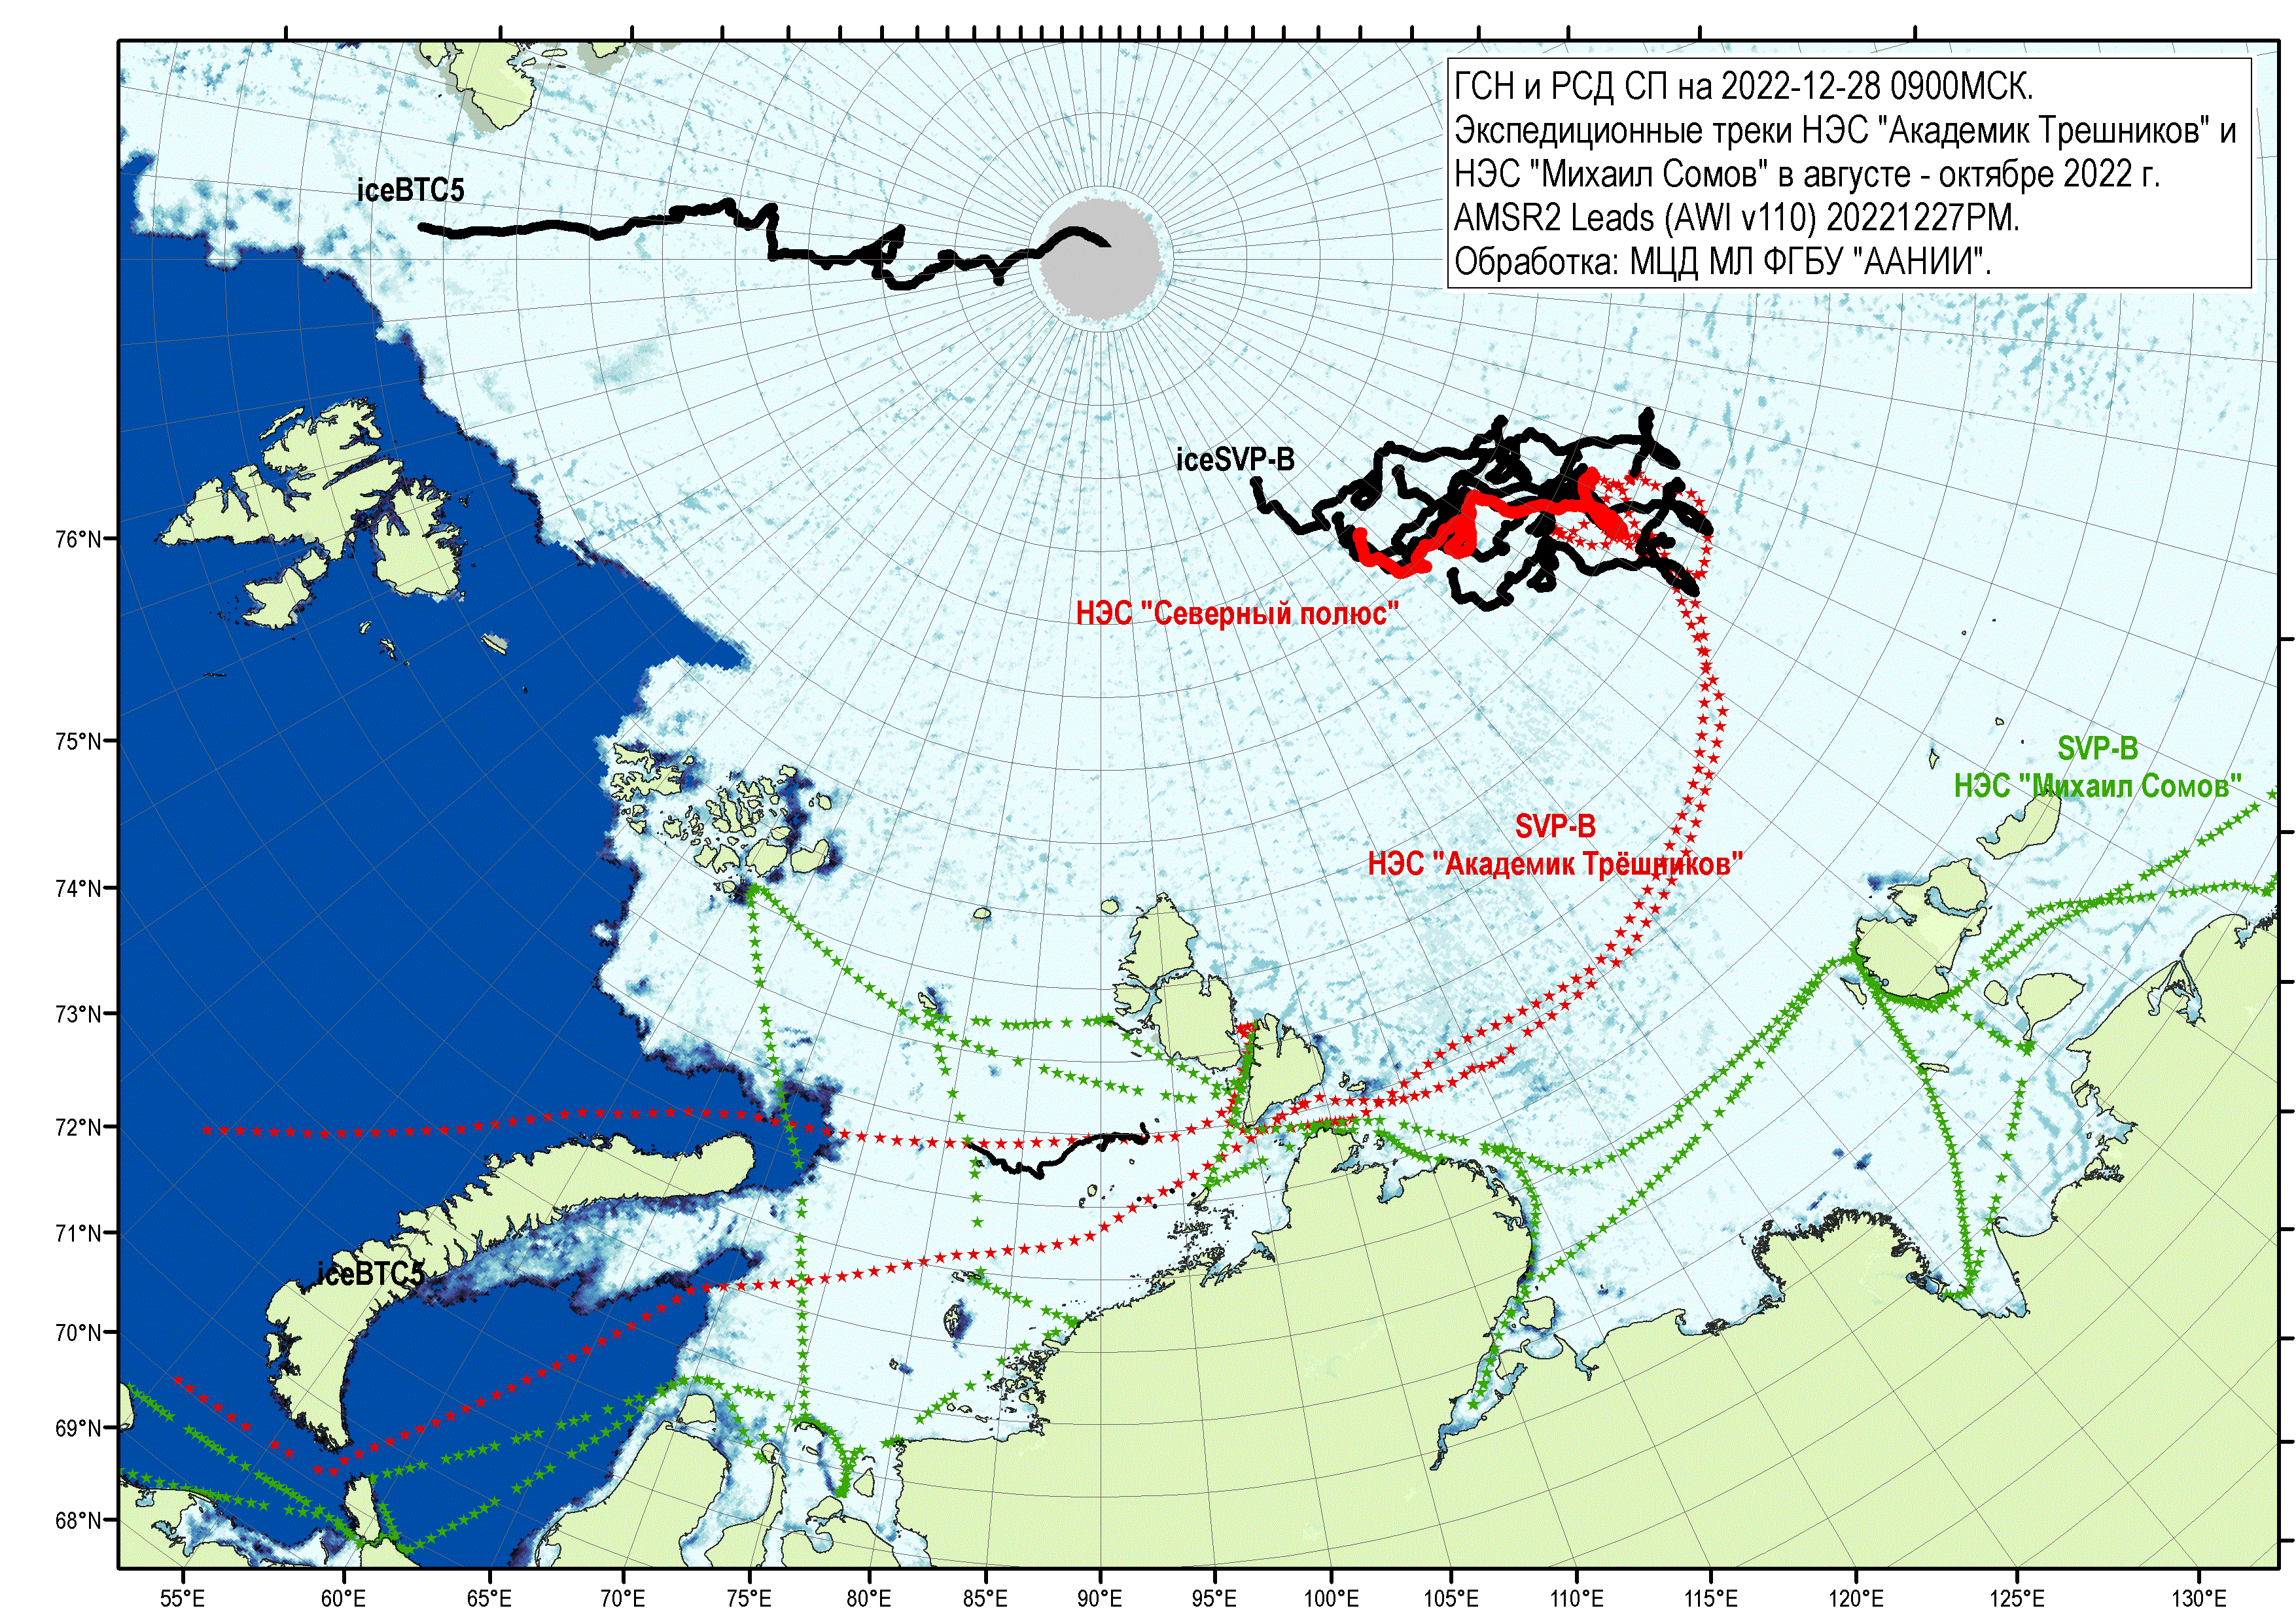 ГСН и РСД СП на 2022-12-28 0900МСК.
Экспедиционные треки НЭС "Академик Трешников" и
НЭС "Михаил Сомов" в августе - октябре 2022 г.
AMSR2 Leads (AWI v110) 20221227PM.
Обработка: МЦД МЛ ФГБУ "ААНИИ".
iceBTC5
iceSVP-B
НЭС "Северный полюс"
SVP-B
НЭС "Михаил Сомов"
SVP-B
НЭС "Академик Трёшников"
iceBTC5
76°N
75°N
74°N
73°N
72°N
71°N
70°N
69°N
68°N
55°E
60°E
65°E
70°E
75°E
80°E
85°E
90°E
95°E
100°E
105°E
110°E
115°E
120°E
125°E
130°E